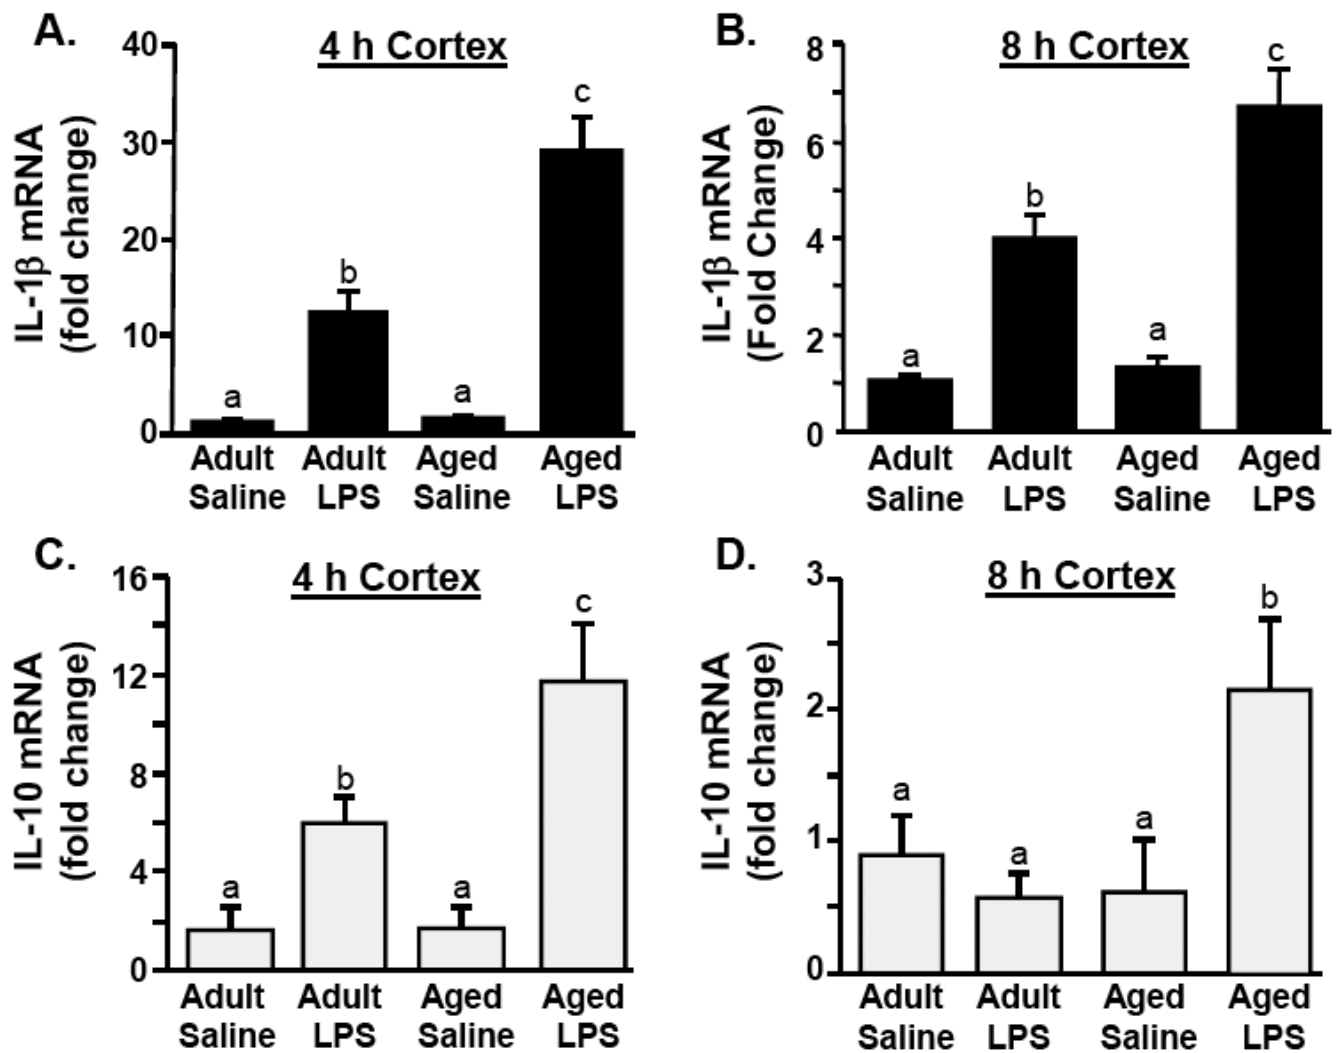 A.
4 h Cortex
IL-1β mRNA
(fold change)
40
30
20
10
0
a
b
a
c
Adult Saline
Adult LPS
Aged Saline
Aged LPS
B.
8 h Cortex
IL-1β mRNA
(Fold Change)
8
6
4
2
0
a
b
a
c
Adult Saline
Adult LPS
Aged Saline
Aged LPS
C.
4 h Cortex
IL-10 mRNA
(fold change)
16
12
8
4
0
a
b
a
c
Adult Saline
Adult LPS
Aged Saline
Aged LPS
D.
8 h Cortex
IL-10 mRNA
(fold change)
3
2
1
0
a
a
a
b
Adult Saline
Adult LPS
Aged Saline
Aged LPS